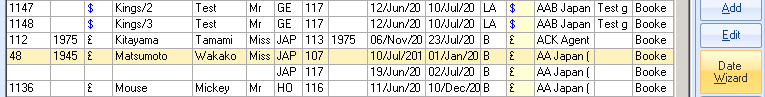 1147 $ Kings/2 Test Mr GE 117 12/Jun/20 10/Jul/20 LA $ AAB Japan Test g Booke
1148 $ Kings/3 Test Mr GE 117 12/Jun/20 10/Jul/20 LA $ AAB Japan Test g Booke
112 1975 £ Kitayama Tamami Miss JAP 113 1975 06/Nov/20 23/Jul/20 B £ ACK Agent Booke
48 1945 £ Matsumoto Wakako Miss JAP 107 10/Jul/201 01/Jan/20 B £ AA Japan ( Booke
JAP 117 19/Jun/20 02/Jul/20 B £ AA Japan ( Booke
1136 £ Mouse Mickey Mr HO 116 11/Jun/20 10/Dec/20 B £ AA Japan ( Booke
Add
Edit
Date
Wizard